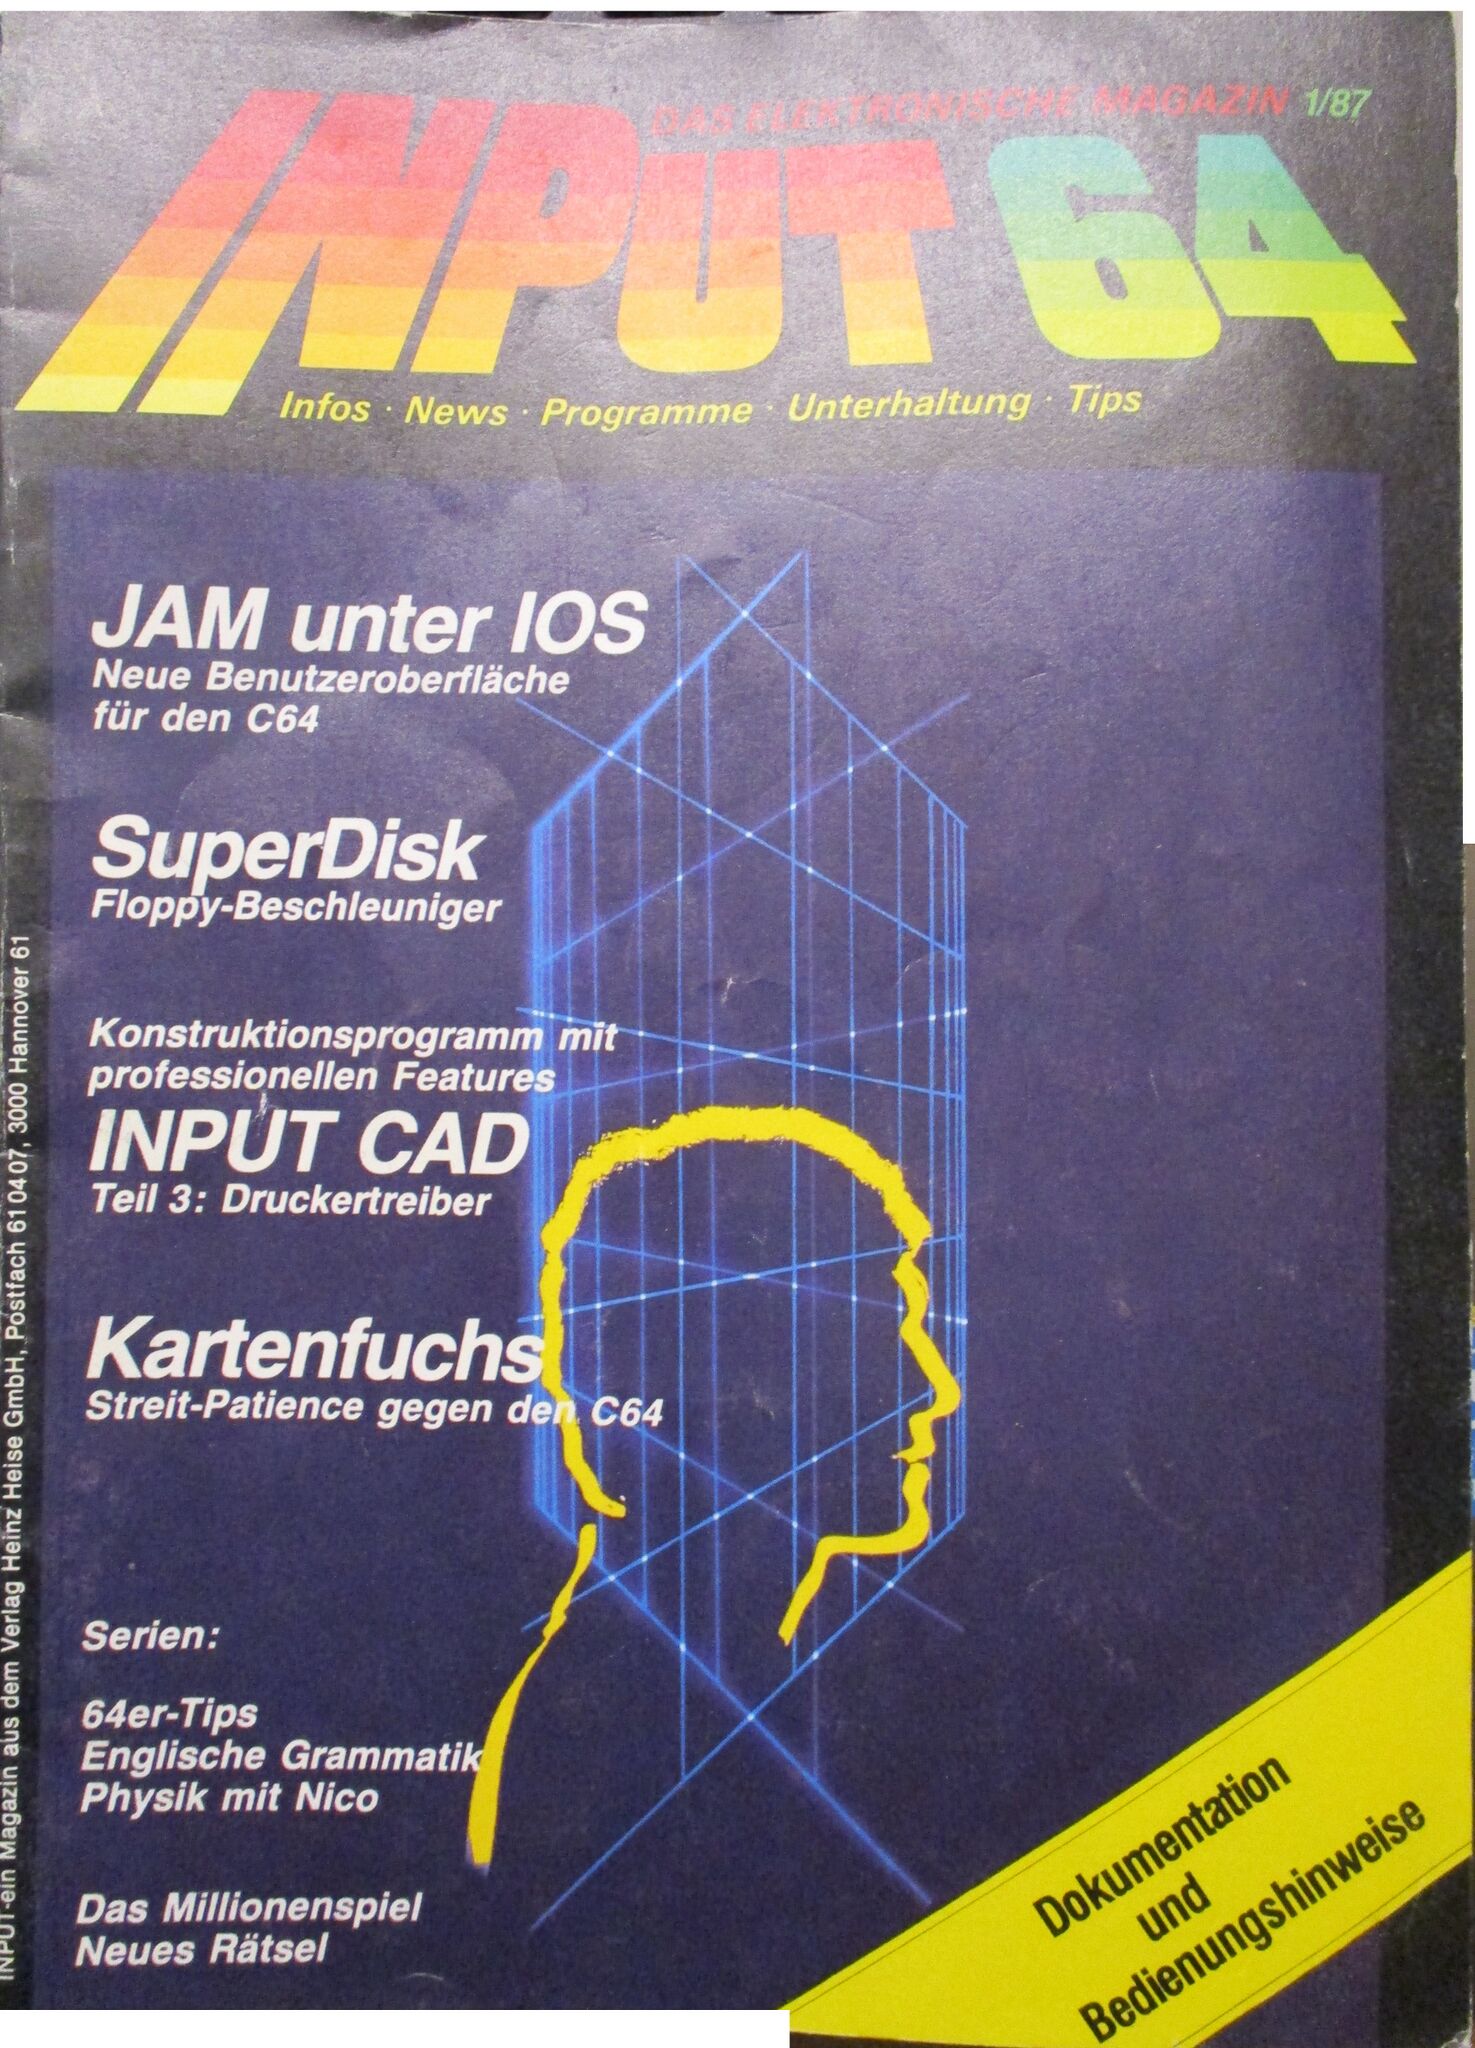 DAS ELEKTRONISCHE MAGAZIN 1/87
INPUT 64
Infos · News · Programme · Unterhaltung · Tips
JAM unter IOS
Neue Benutzeroberfläche
für den C64
SuperDisk
Floppy-Beschleuniger
Konstruktionsprogramm mit
professionellen Features
INPUT CAD
Teil 3: Druckertreiber
Kartenfuchs
Streit-Patience gegen den C64
Serien:
64er-Tips
Englische Grammatik
Physik mit Nico
Das Millionenspiel
Neues Rätsel
Dokumentation
und
Bedienungshinweise
INPUT-ein Magazin aus dem Verlag Heinz Heise GmbH, Postfach 61 04 07, 3000 Hannover 61